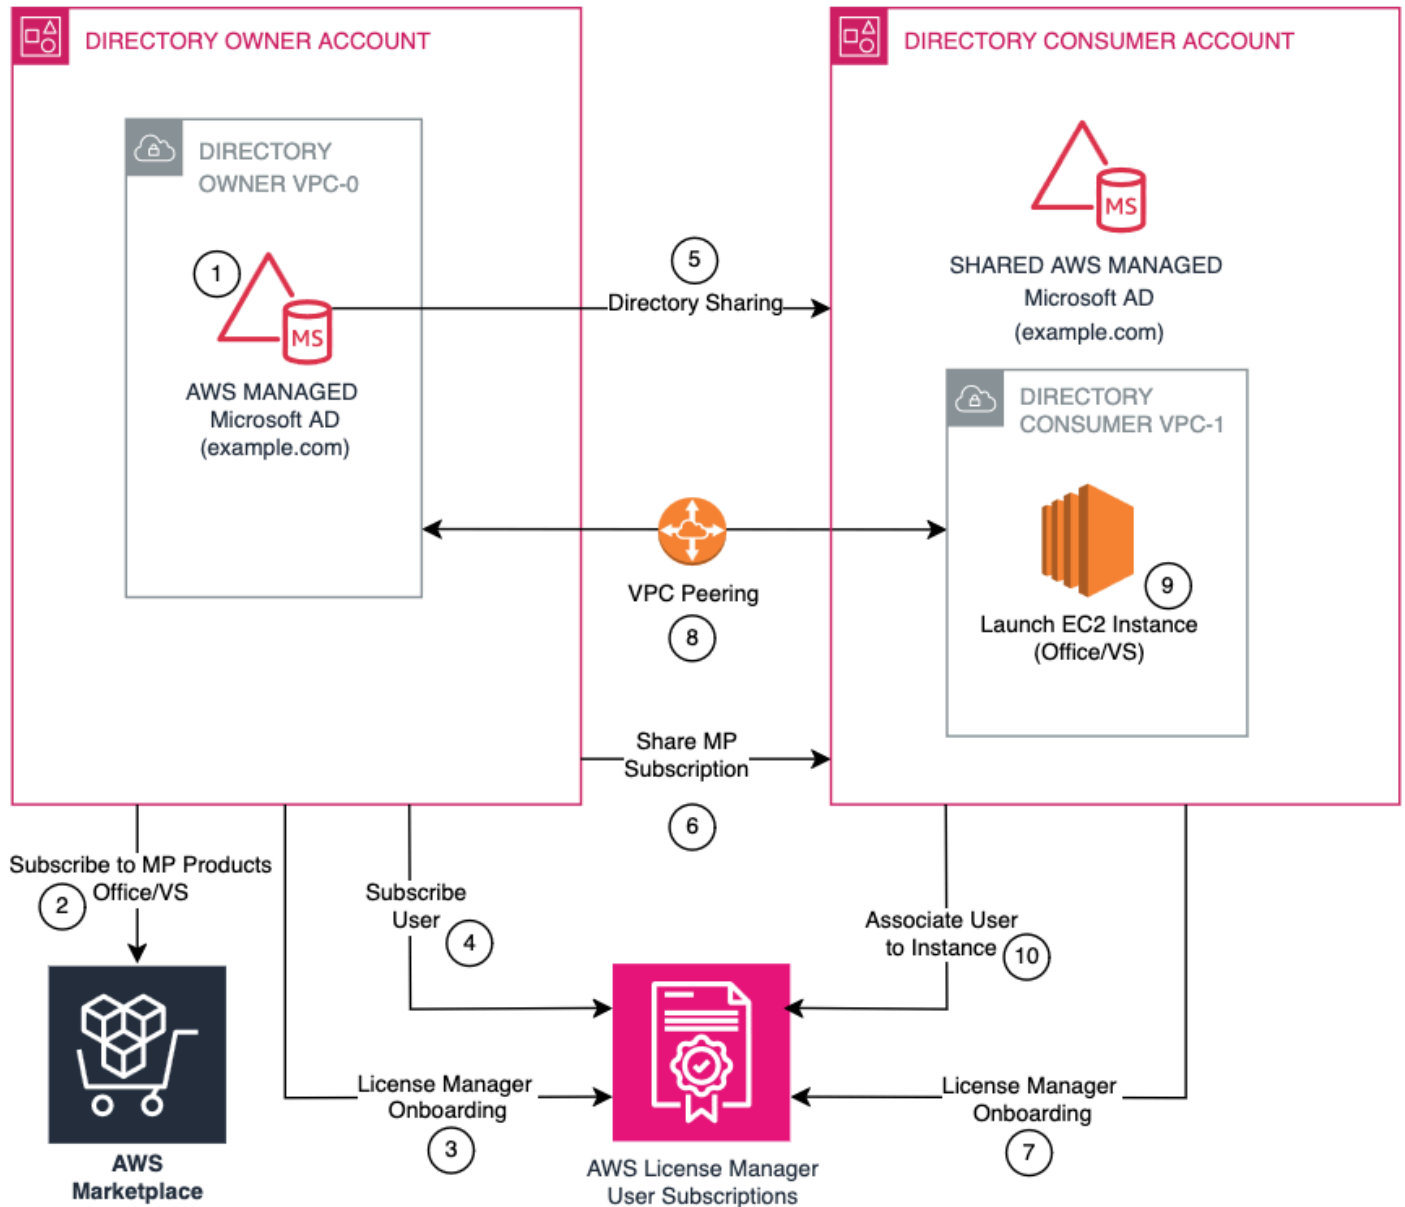 DIRECTORY OWNER ACCOUNT
DIRECTORY CONSUMER ACCOUNT
DIRECTORY
OWNER VPC-0
1
MS
AWS MANAGED
Microsoft AD
(example.com)
5
Directory Sharing
MS
SHARED AWS MANAGED
Microsoft AD
(example.com)
DIRECTORY
CONSUMER VPC-1
VPC Peering
8
9
Launch EC2 Instance
(Office/VS)
Share MP
Subscription
6
Subscribe to MP Products
Office/VS
2
Subscribe
User
4
Associate User
to Instance
10
License Manager
Onboarding
3
License Manager
Onboarding
7
AWS
Marketplace
AWS License Manager
User Subscriptions